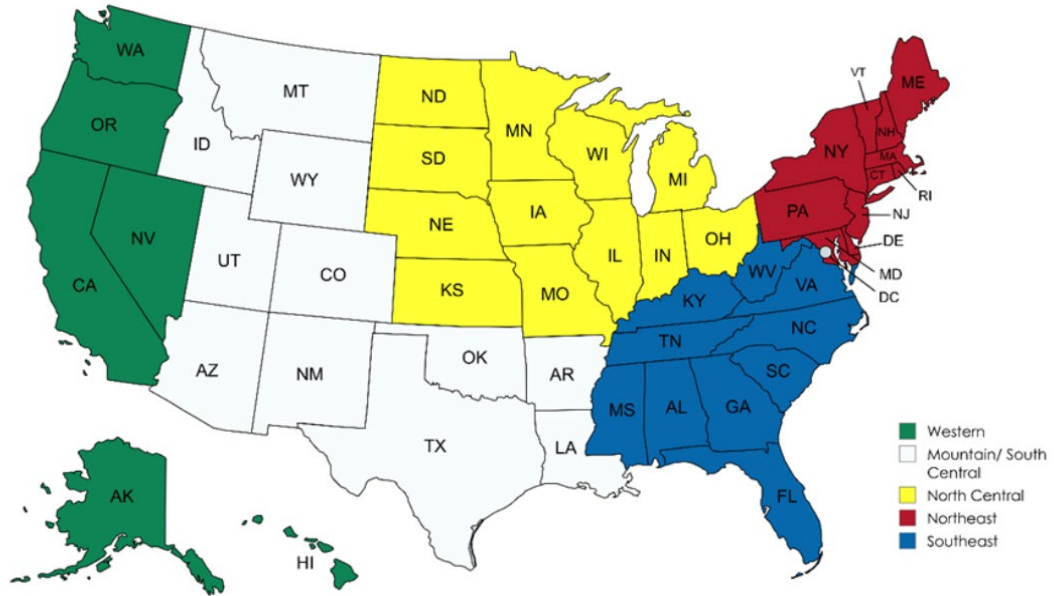 WA
OR
CA
NV
ID
MT
WY
UT
CO
AZ
NM
ND
SD
NE
KS
OK
TX
MN
IA
MO
AR
LA
WI
IL
MI
IN
OH
KY
TN
MS
AL
GA
FL
SC
NC
VA
WV
PA
NY
VT
NH
ME
MA
CT
RI
NJ
DE
MD
DC
AK
HI
Western
Mountain/ South
Central
North Central
Northeast
Southeast